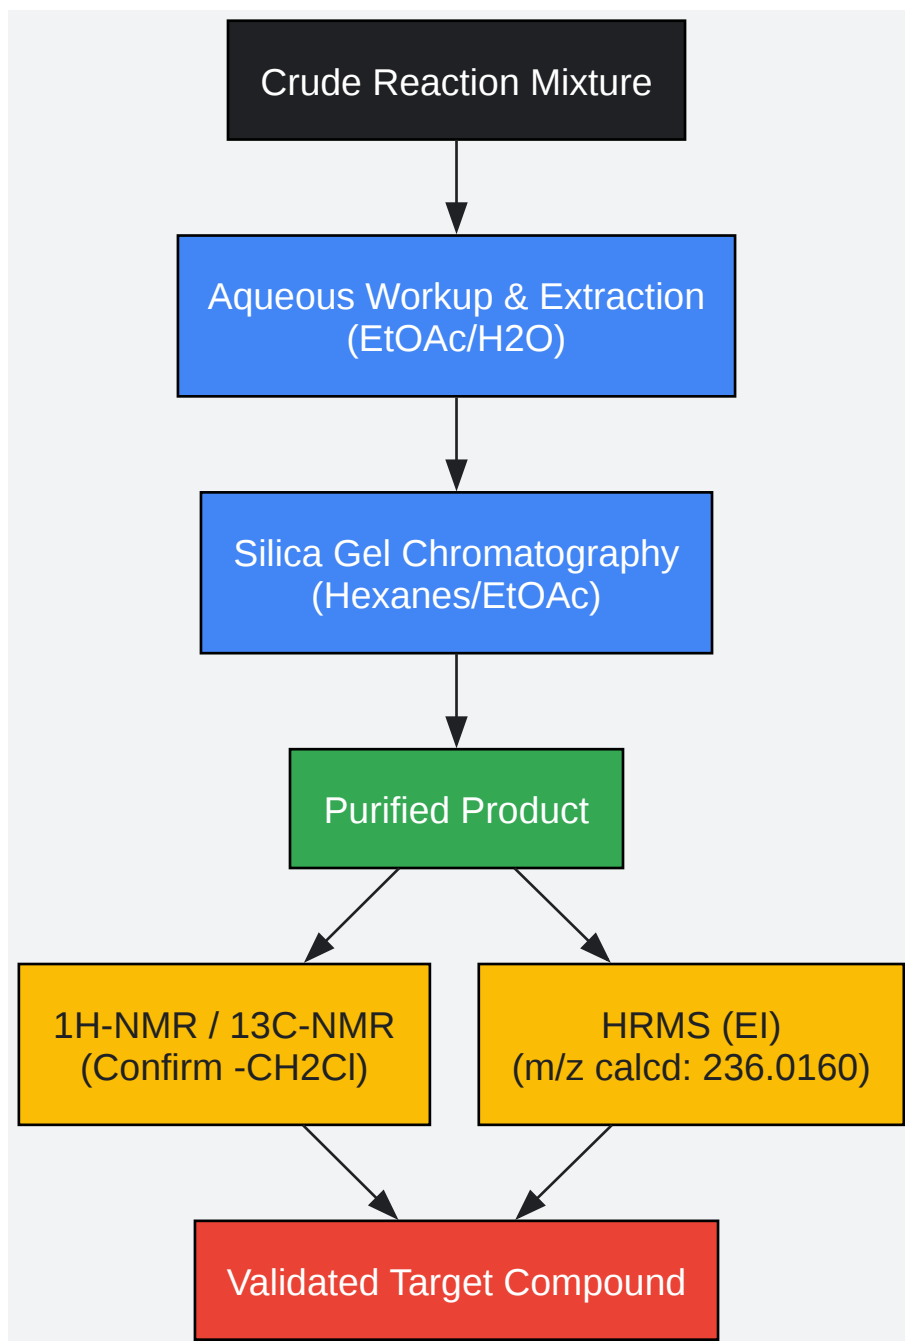 Crude Reaction Mixture
Aqueous Workup & Extraction
(EtOAc/H2O)
Silica Gel Chromatography
(Hexanes/EtOAc)
Purified Product
1H-NMR / 13C-NMR
(Confirm -CH2Cl)
HRMS (EI)
(m/z calcd: 236.0160)
Validated Target Compound